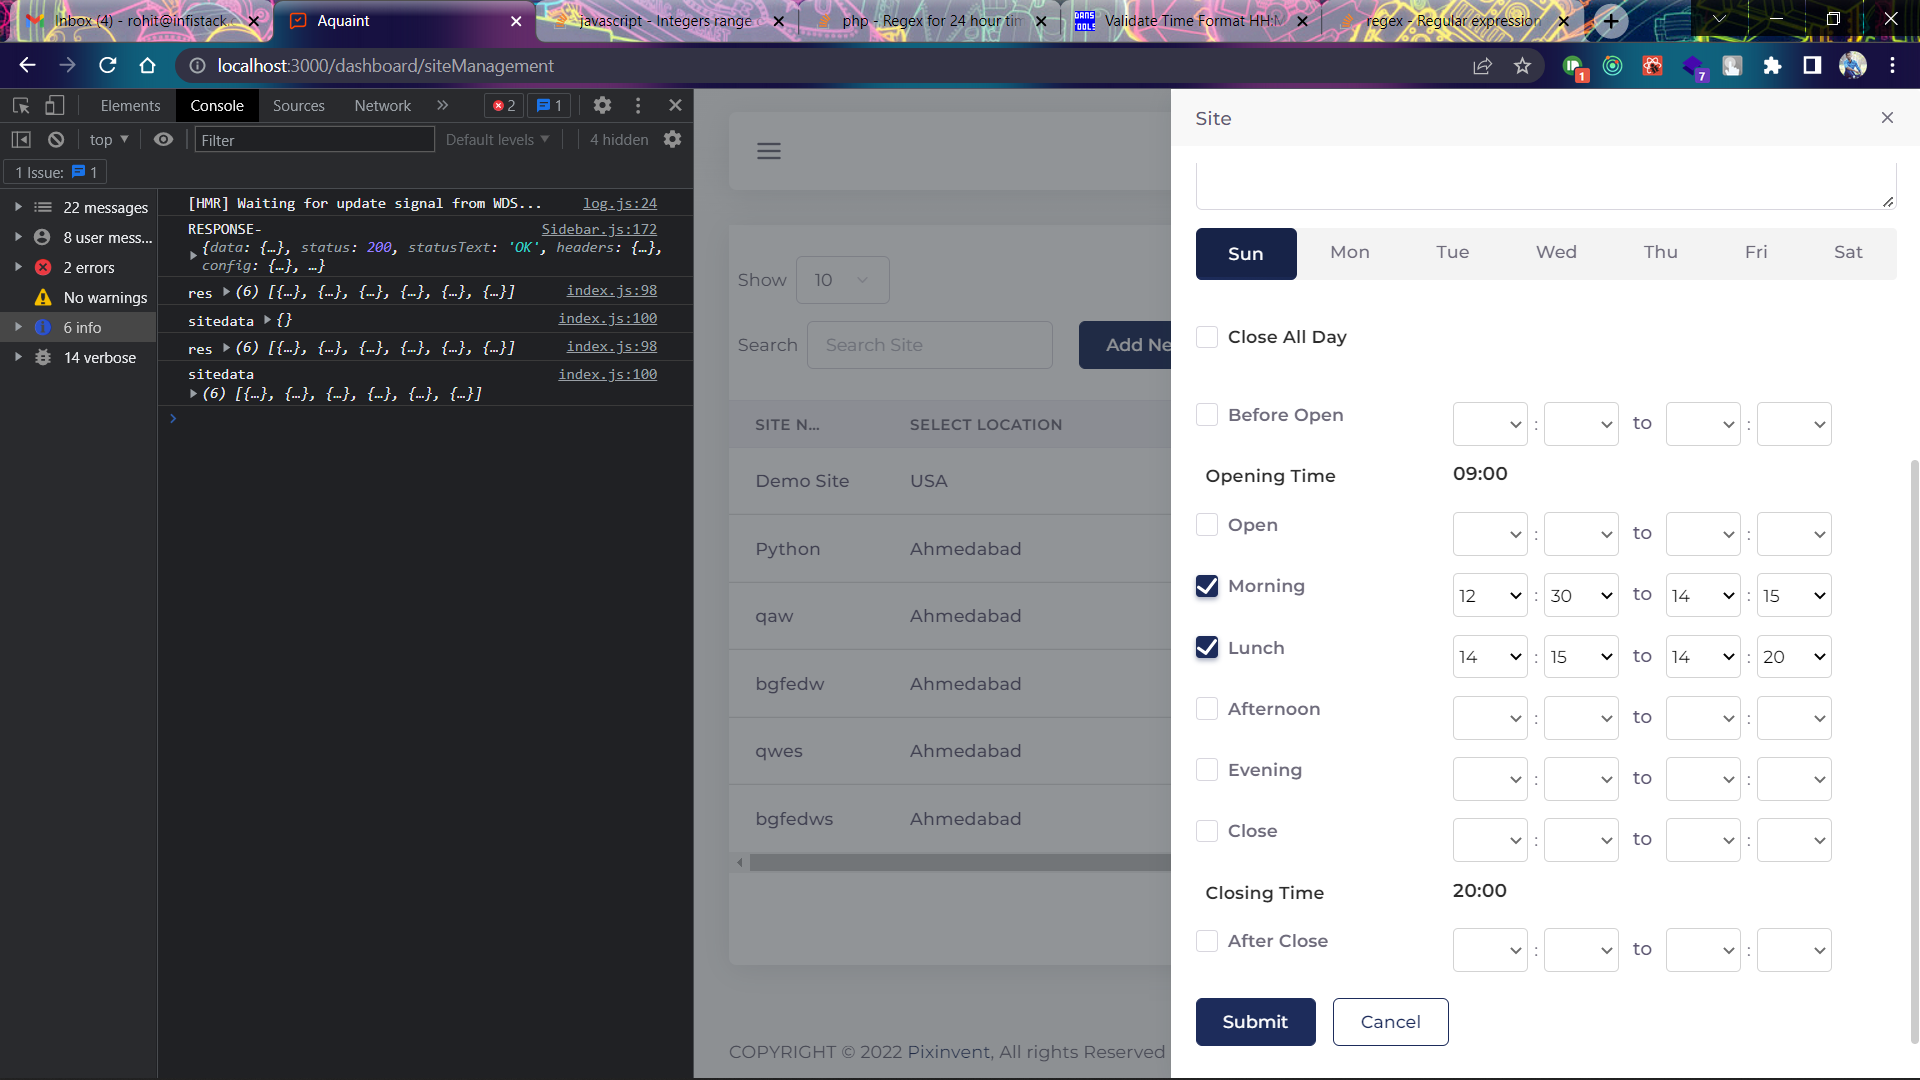 Inbox (4) - rohit@infistack
Aquaint
javascript - Integers range
php - Regex for 24 hour tim
DANS TOOLS
Validate Time Format HH:M
regex - Regular expression
localhost:3000/dashboard/siteManagement
1
7
Elements Console Sources Network 2 1
top Filter Default levels 4 hidden
1 Issue: 1
22 messages
8 user mess...
2 errors
No warnings
6 info
14 verbose
[HMR] Waiting for update signal from WDS... log.js:24
RESPONSE- Sidebar.js:172
{data: {…}, status: 200, statusText: 'OK', headers: {…},
config: {…}, …}
res (6) [{…}, {…}, {…}, {…}, {…}, {…}] index.js:98
sitedata {} index.js:100
res (6) [{…}, {…}, {…}, {…}, {…}, {…}] index.js:98
sitedata index.js:100
(6) [{…}, {…}, {…}, {…}, {…}, {…}]
Show 10
Search Search Site Add Ne
SITE N... SELECT LOCATION
Demo Site USA
Python Ahmedabad
qaw Ahmedabad
bgfedw Ahmedabad
qwes Ahmedabad
bgfedws Ahmedabad
COPYRIGHT © 2022 Pixinvent, All rights Reserved
Site
Sun Mon Tue Wed Thu Fri Sat
Close All Day
Before Open : to :
Opening Time 09:00
Open : to :
Morning 12 : 30 to 14 : 15
Lunch 14 : 15 to 14 : 20
Afternoon : to :
Evening : to :
Close : to :
Closing Time 20:00
After Close : to :
Submit Cancel